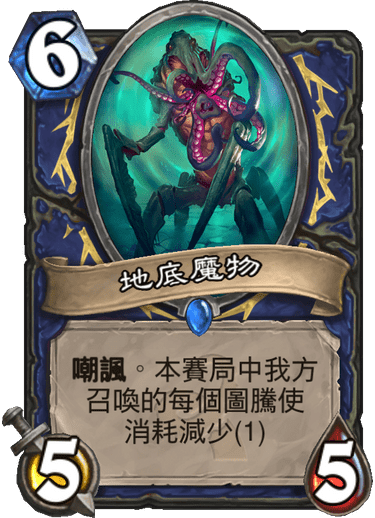 6
地底魔物
嘲諷。本賽局中我方
召喚的每個圖騰使
消耗減少(1)
5
5